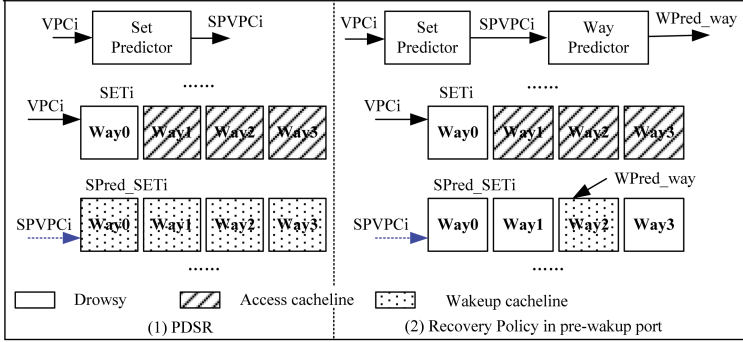 VPCi
Set Predictor
SPVPCi
......
SETi
VPCi
Way0 Way1 Way2 Way3
SPred_SETi
SPVPCi
Way0 Way1 Way2 Way3
......
VPCi
Set Predictor
SPVPCi
Way Predictor
WPred_way
......
SETi
VPCi
Way0 Way1 Way2 Way3
SPred_SETi
WPred_way
SPVPCi
Way0 Way1 Way2 Way3
......
Drowsy
Access cacheline
Wakeup cacheline
(1) PDSR
(2) Recovery Policy in pre-wakup port